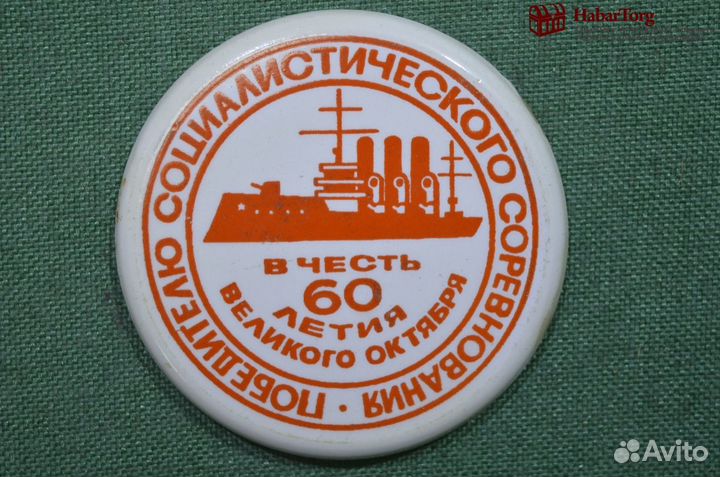 HabarTorg
ПОБЕДИТЕЛЮ СОЦИАЛИСТИЧЕСКОГО СОРЕВНОВАНИЯ •
В ЧЕСТЬ
60
ЛЕТИЯ
ВЕЛИКОГО ОКТЯБРЯ
Avito